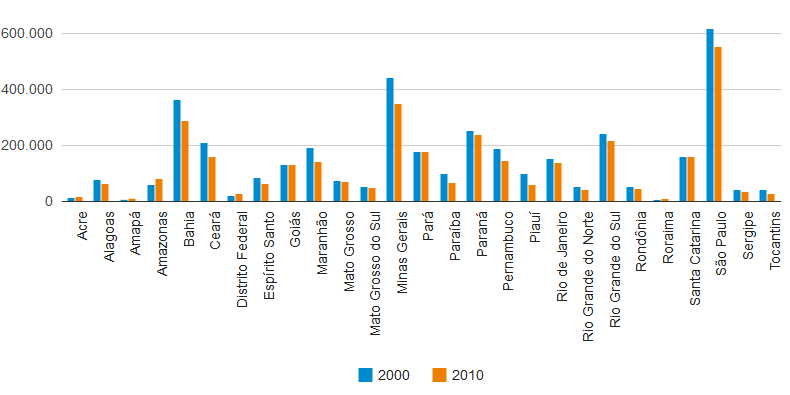 600.000
400.000
200.000
0
Acre
Alagoas
Amapá
Amazonas
Bahia
Ceará
Distrito Federal
Espírito Santo
Goiás
Maranhão
Mato Grosso
Mato Grosso do Sul
Minas Gerais
Pará
Paraíba
Paraná
Pernambuco
Piauí
Rio de Janeiro
Rio Grande do Norte
Rio Grande do Sul
Rondônia
Roraima
Santa Catarina
São Paulo
Sergipe
Tocantins
2000 2010